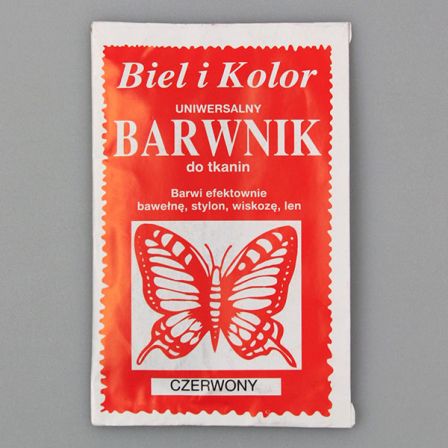 Biel i Kolor
UNIWERSALNY
BARWNIK
do tkanin
Barwi efektownie
bawełnę, stylon, wiskozę, len
CZERWONY